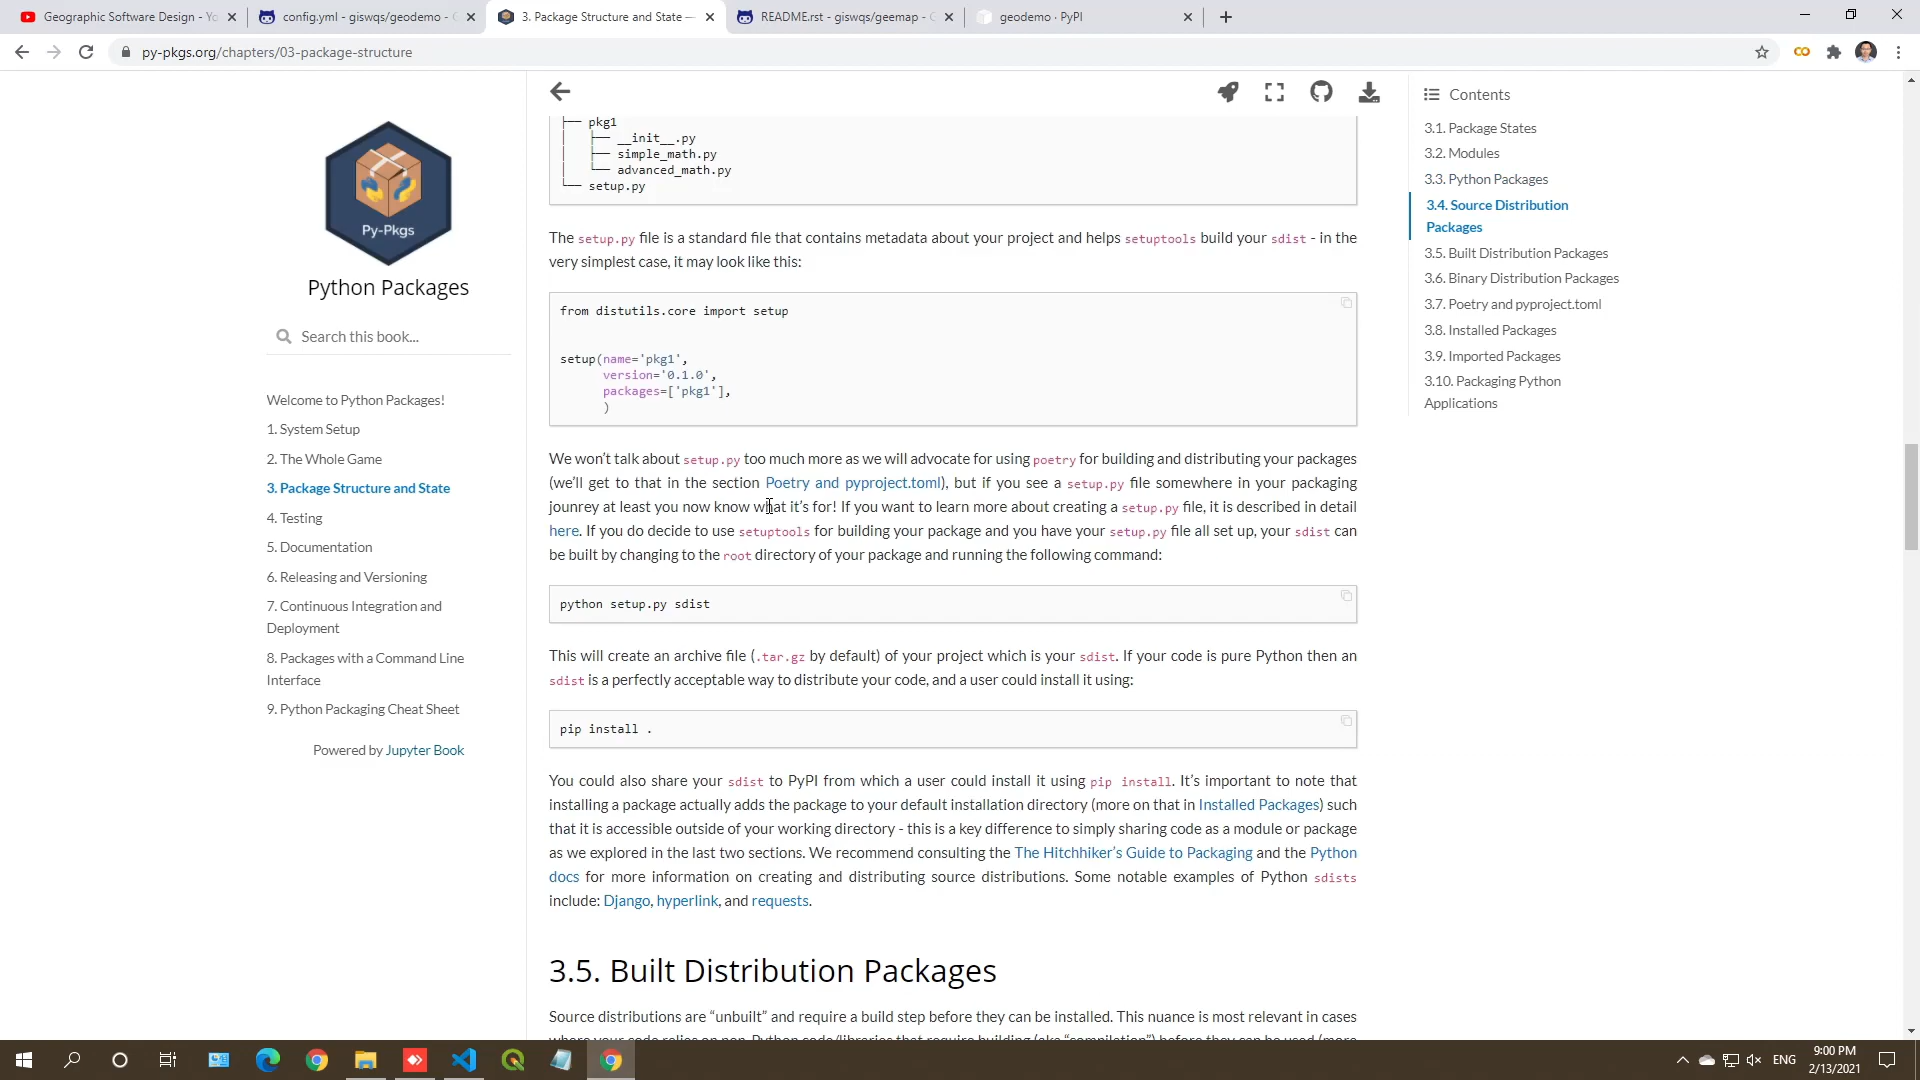 Geographic Software Design - Yo
config.yml - giswqs/geodemo - G
3. Package Structure and State —
README.rst - giswqs/geemap - G
geodemo · PyPI
py-pkgs.org/chapters/03-package-structure
Py-Pkgs
Python Packages
Search this book...
Welcome to Python Packages!
1. System Setup
2. The Whole Game
3. Package Structure and State
4. Testing
5. Documentation
6. Releasing and Versioning
7. Continuous Integration and
Deployment
8. Packages with a Command Line
Interface
9. Python Packaging Cheat Sheet
Powered by Jupyter Book
├── pkg1
│   ├── __init__.py
│   ├── simple_math.py
│   └── advanced_math.py
└── setup.py
The setup.py file is a standard file that contains metadata about your project and helps setuptools build your sdist - in the
very simplest case, it may look like this:
from distutils.core import setup
setup(name='pkg1',
version='0.1.0',
packages=['pkg1'],
)
We won’t talk about setup.py too much more as we will advocate for using poetry for building and distributing your packages
(we’ll get to that in the section Poetry and pyproject.toml), but if you see a setup.py file somewhere in your packaging
jounrey at least you now know what it’s for! If you want to learn more about creating a setup.py file, it is described in detail
here. If you do decide to use setuptools for building your package and you have your setup.py file all set up, your sdist can
be built by changing to the root directory of your package and running the following command:
python setup.py sdist
This will create an archive file (.tar.gz by default) of your project which is your sdist. If your code is pure Python then an
sdist is a perfectly acceptable way to distribute your code, and a user could install it using:
pip install .
You could also share your sdist to PyPI from which a user could install it using pip install. It’s important to note that
installing a package actually adds the package to your default installation directory (more on that in Installed Packages) such
that it is accessible outside of your working directory - this is a key difference to simply sharing code as a module or package
as we explored in the last two sections. We recommend consulting the The Hitchhiker’s Guide to Packaging and the Python
docs for more information on creating and distributing source distributions. Some notable examples of Python sdists
include: Django, hyperlink, and requests.
3.5. Built Distribution Packages
Source distributions are “unbuilt” and require a build step before they can be installed. This nuance is most relevant in cases
where your code relies on non-Python code/libraries that require building (aka “compilation”) before they can be used (more
Contents
3.1. Package States
3.2. Modules
3.3. Python Packages
3.4. Source Distribution
Packages
3.5. Built Distribution Packages
3.6. Binary Distribution Packages
3.7. Poetry and pyproject.toml
3.8. Installed Packages
3.9. Imported Packages
3.10. Packaging Python
Applications
ENG
9:00 PM
2/13/2021